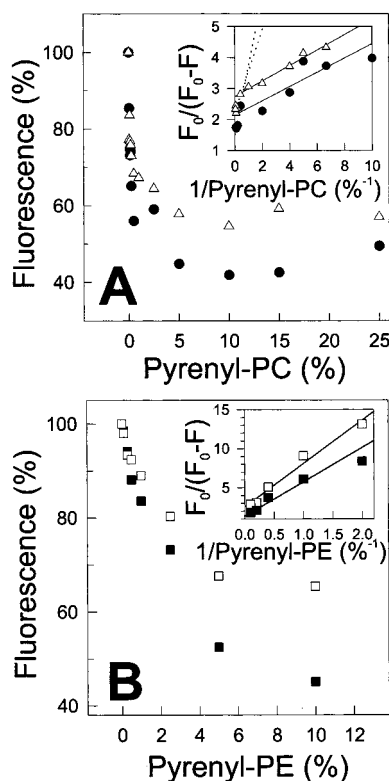 100
80
60
40
Fluorescence (%)
A
0 5 10 15 20 25
Pyrenyl-PC (%)
5
4
3
2
1
F₀/(F₀-F)
0 2 4 6 8 10
1/Pyrenyl-PC (%⁻¹)
100
80
60
40
Fluorescence (%)
B
0 2 4 6 8 10 12
Pyrenyl-PE (%)
15
10
5
F₀/(F₀-F)
0.0 0.5 1.0 1.5 2.0
1/Pyrenyl-PE (%⁻¹)